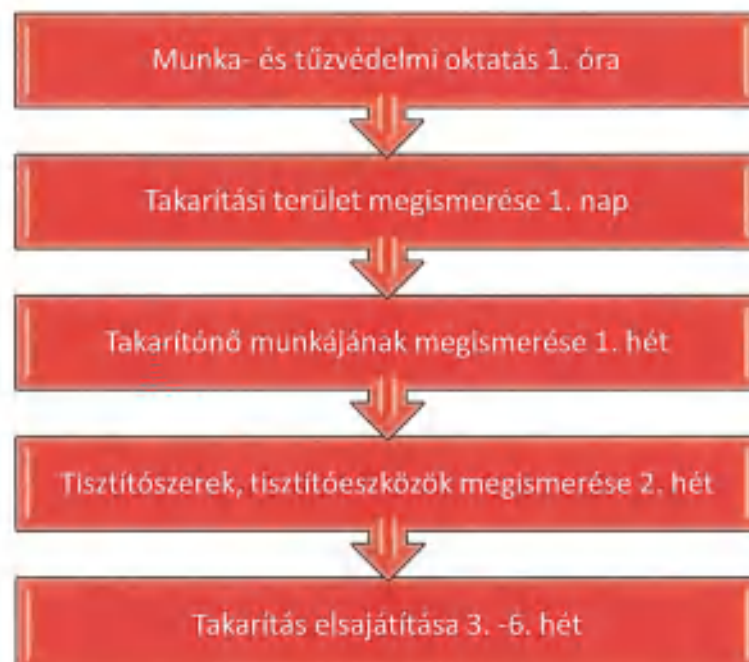 Munka- és tűzvédelmi oktatás 1. óra
Takarítási terület megismerése 1. nap
Takarítónő munkájának megismerése 1. hét
Tisztítószerek, tisztítóeszközök megismerése 2. hét
Takarítás elsajátítása 3. -6. hét